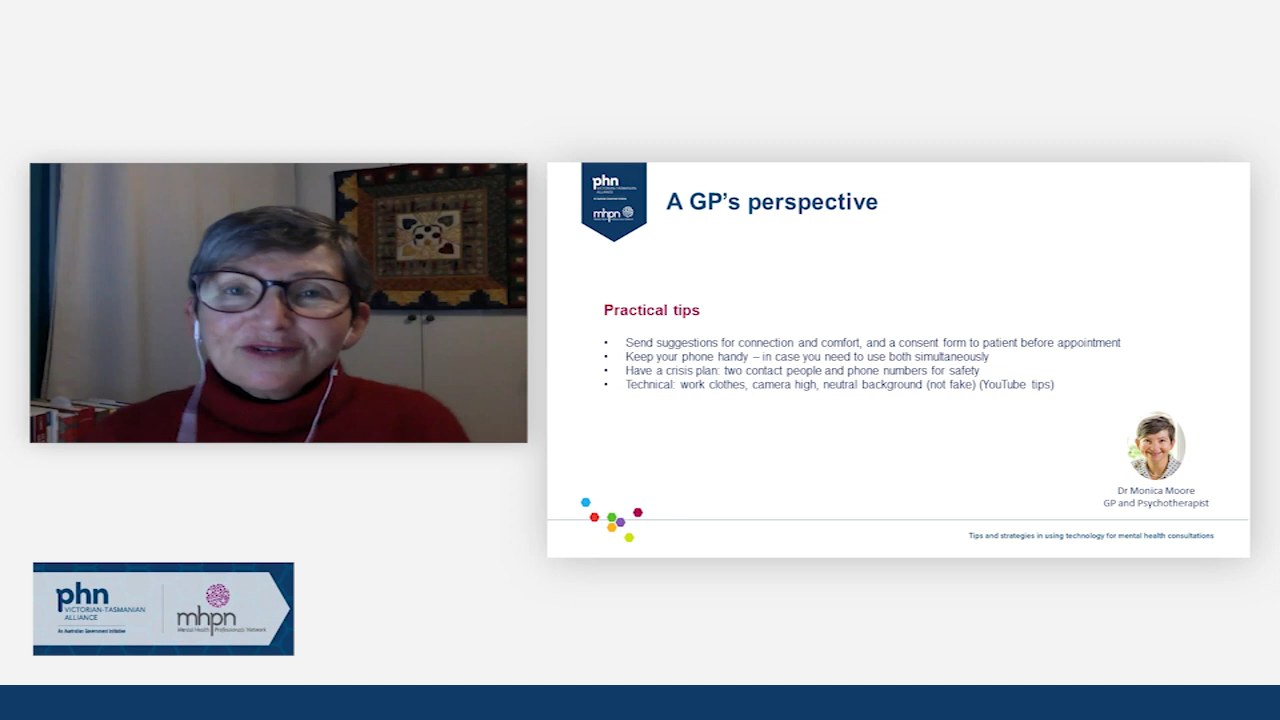 phn
VICTORIAN-TASMANIAN
ALLIANCE
mhpn
A GP's perspective
Practical tips
• Send suggestions for connection and comfort, and a consent form to patient before appointment
• Keep your phone handy – in case you need to use both simultaneously
• Have a crisis plan: two contact people and phone numbers for safety
• Technical: work clothes, camera high, neutral background (not fake) (YouTube tips)
Dr Monica Moore
GP and Psychotherapist
Tips and strategies in using technology for mental health consultations
phn
VICTORIAN-TASMANIAN
ALLIANCE
An Australian Government Initiative
mhpn
Mental Health Professionals' Network